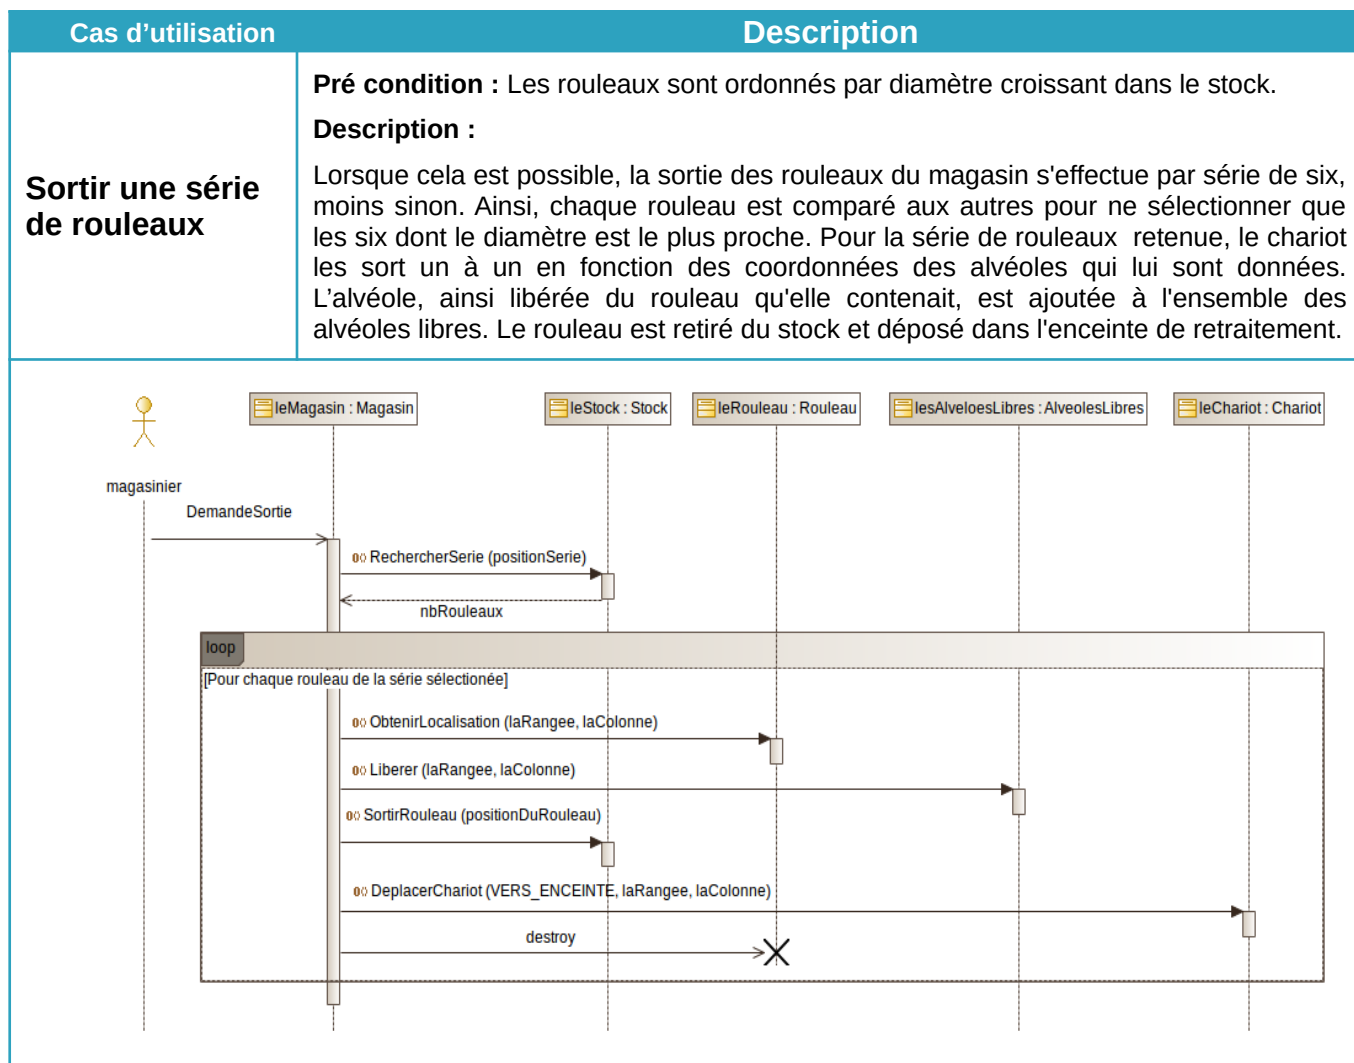 Cas d’utilisation
Description
Sortir une série
de rouleaux
Pré condition : Les rouleaux sont ordonnés par diamètre croissant dans le stock.
Description :
Lorsque cela est possible, la sortie des rouleaux du magasin s'effectue par série de six,
moins sinon. Ainsi, chaque rouleau est comparé aux autres pour ne sélectionner que
les six dont le diamètre est le plus proche. Pour la série de rouleaux retenue, le chariot
les sort un à un en fonction des coordonnées des alvéoles qui lui sont données.
L’alvéole, ainsi libérée du rouleau qu'elle contenait, est ajoutée à l'ensemble des
alvéoles libres. Le rouleau est retiré du stock et déposé dans l'enceinte de retraitement.
leMagasin : Magasin
leStock : Stock
leRouleau : Rouleau
lesAlveloesLibres : AlveolesLibres
leChariot : Chariot
magasinier
DemandeSortie
RechercherSerie (positionSerie)
nbRouleaux
loop
[Pour chaque rouleau de la série sélectionée]
ObtenirLocalisation (laRangee, laColonne)
Liberer (laRangee, laColonne)
SortirRouleau (positionDuRouleau)
DeplacerChariot (VERS_ENCEINTE, laRangee, laColonne)
destroy